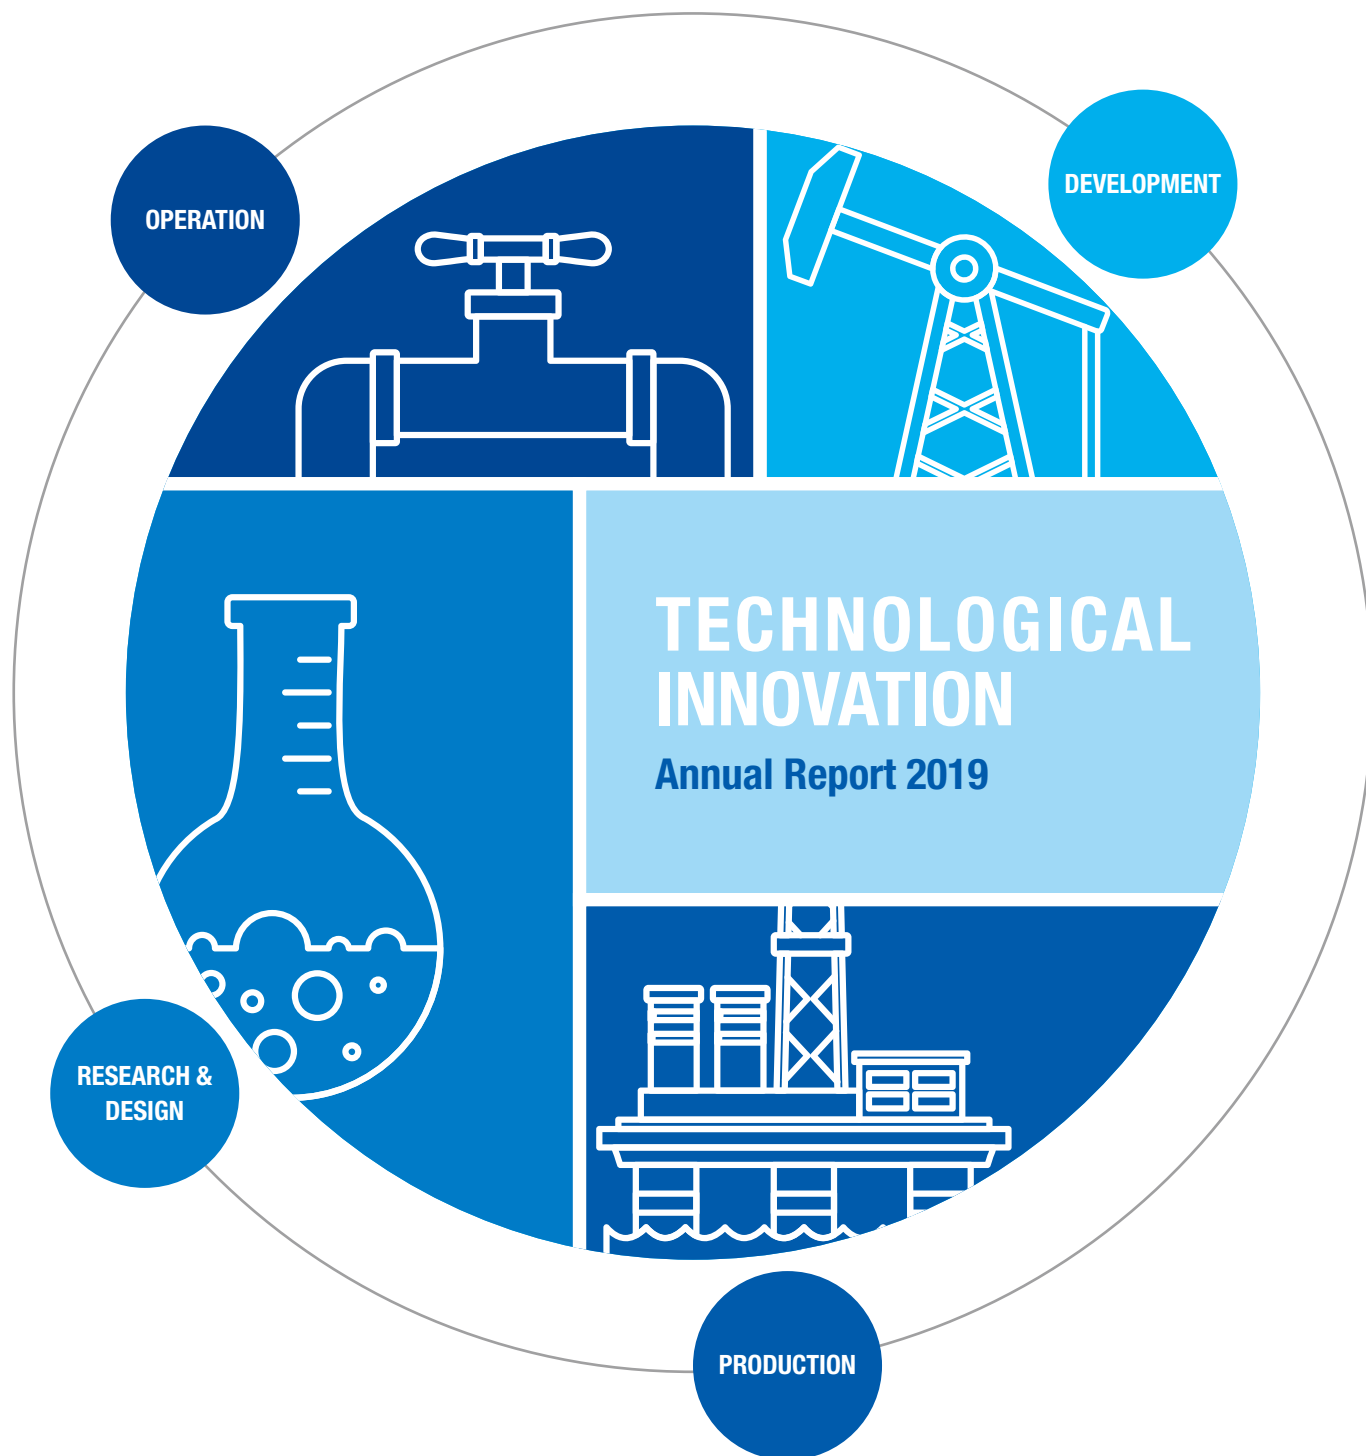 DEVELOPMENT
OPERATION
TECHNOLOGICAL
INNOVATION
Annual Report 2019
RESEARCH &
DESIGN
PRODUCTION